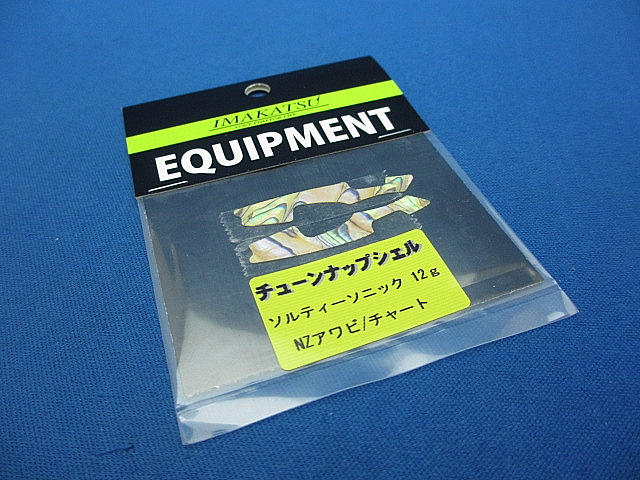 IMAKATSU
EQUIPMENT
チューンナップシェル
ソルティーソニック 12g
NZアワビ/チャート